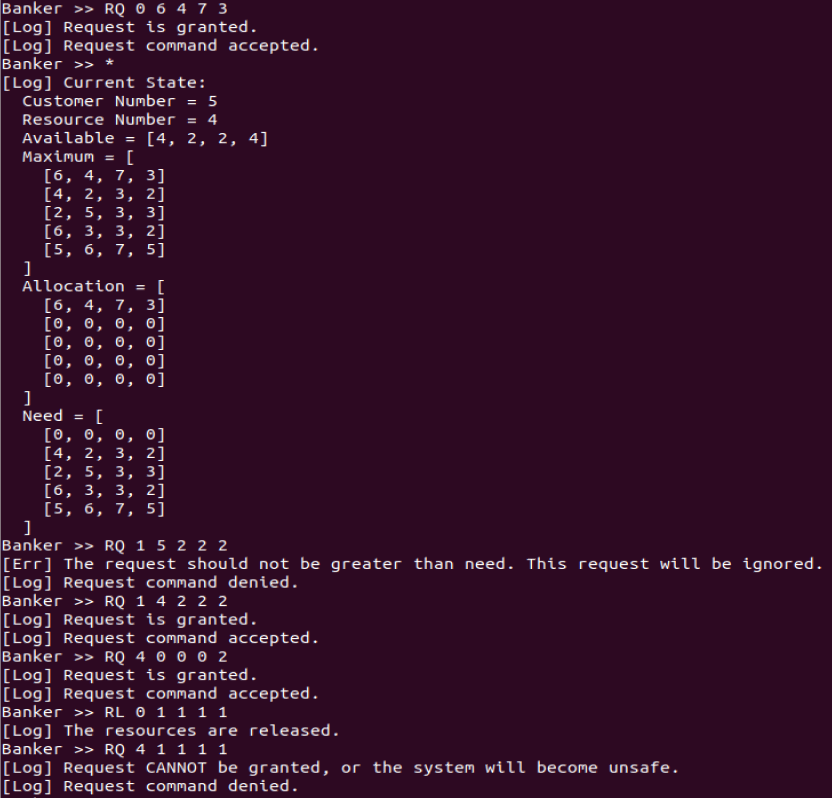 Banker >> RQ 0 6 4 7 3
[Log] Request is granted.
[Log] Request command accepted.
Banker >> *
[Log] Current State:
  Customer Number = 5
  Resource Number = 4
  Available = [4, 2, 2, 4]
  Maximum = [
    [6, 4, 7, 3]
    [4, 2, 3, 2]
    [2, 5, 3, 3]
    [6, 3, 3, 2]
    [5, 6, 7, 5]
  ]
  Allocation = [
    [6, 4, 7, 3]
    [0, 0, 0, 0]
    [0, 0, 0, 0]
    [0, 0, 0, 0]
    [0, 0, 0, 0]
  ]
  Need = [
    [0, 0, 0, 0]
    [4, 2, 3, 2]
    [2, 5, 3, 3]
    [6, 3, 3, 2]
    [5, 6, 7, 5]
  ]
Banker >> RQ 1 5 2 2 2
[Err] The request should not be greater than need. This request will be ignored.
[Log] Request command denied.
Banker >> RQ 1 4 2 2 2
[Log] Request is granted.
[Log] Request command accepted.
Banker >> RQ 4 0 0 0 2
[Log] Request is granted.
[Log] Request command accepted.
Banker >> RL 0 1 1 1 1
[Log] The resources are released.
Banker >> RQ 4 1 1 1 1
[Log] Request CANNOT be granted, or the system will become unsafe.
[Log] Request command denied.